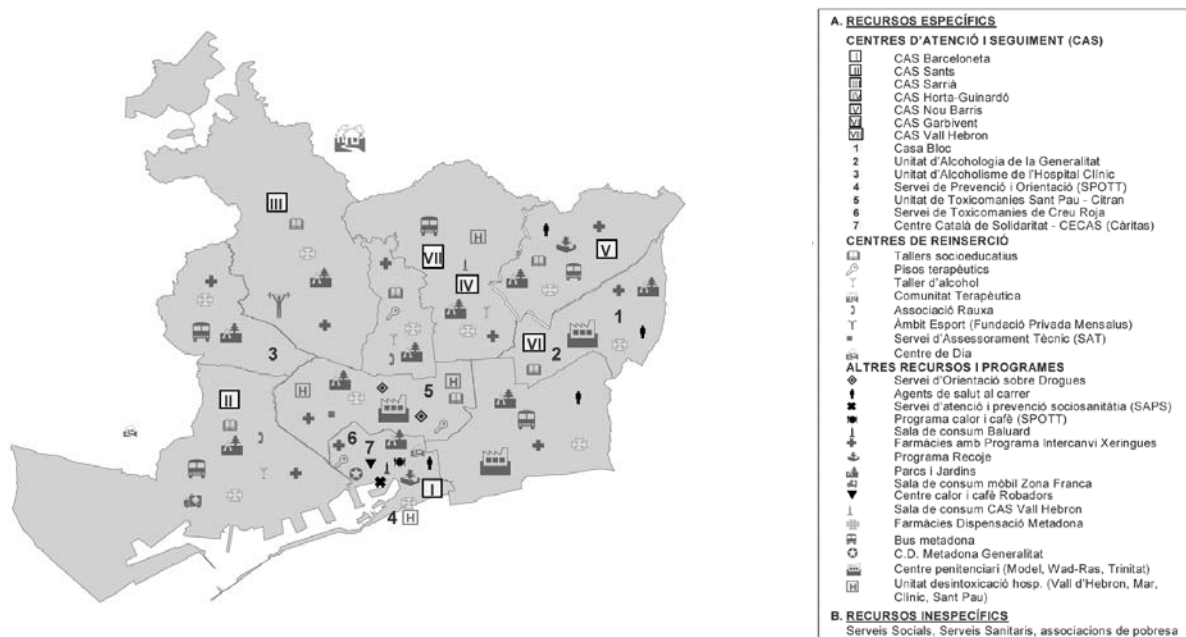 III
VII
H
IV
V
1
VI
2
3
H
5
H
II
6
7
I
4
H
A. RECURSOS ESPECÍFICS
CENTRES D'ATENCIÓ I SEGUIMENT (CAS)
I CAS Barceloneta
II CAS Sants
III CAS Sarrià
IV CAS Horta-Guinardó
V CAS Nou Barris
VI CAS Garbivent
VII CAS Vall Hebron
1 Casa Bloc
2 Unitat d'Alcohologia de la Generalitat
3 Unitat d'Alcoholisme de l'Hospital Clínic
4 Servei de Prevenció i Orientació (SPOTT)
5 Unitat de Toxicomanies Sant Pau - Citran
6 Servei de Toxicomanies de Creu Roja
7 Centre Català de Solidaritat - CECAS (Càritas)
CENTRES DE REINSERCIÓ
Tallers socioeducatius
Pisos terapèutics
Taller d'alcohol
Comunitat Terapèutica
Associació Rauxa
Àmbit Esport (Fundació Privada Mensalus)
Servei d'Assessorament Tècnic (SAT)
Centre de Dia
ALTRES RECURSOS I PROGRAMES
Servei d'Orientació sobre Drogues
Agents de salut al carrer
Servei d'atenció i prevenció sociosanitàtia (SAPS)
Programa calor i cafè (SPOTT)
Sala de consum Baluard
Farmàcies amb Programa Intercanvi Xeringues
Programa Recoje
Parcs i Jardins
Sala de consum mòbil Zona Franca
Centre calor i cafè Robadors
Sala de consum CAS Vall Hebron
Farmàcies Dispensació Metadona
Bus metadona
C.D. Metadona Generalitat
Centre penitenciari (Model, Wad-Ras, Trinitat)
H Unitat desintoxicació hosp. (Vall d'Hebron, Mar,
Clínic, Sant Pau)
B. RECURSOS INESPECÍFICS
Serveis Socials, Serveis Sanitaris, associacions de pobresa